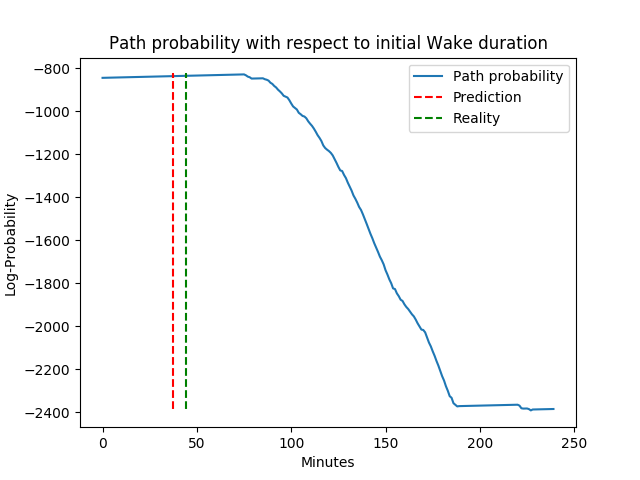 Path probability with respect to initial Wake duration
Path probability
Prediction
Reality
−800
−1000
−1200
−1400
−1600
−1800
−2000
−2200
−2400
Log-Probability
0 50 100 150 200 250
Minutes